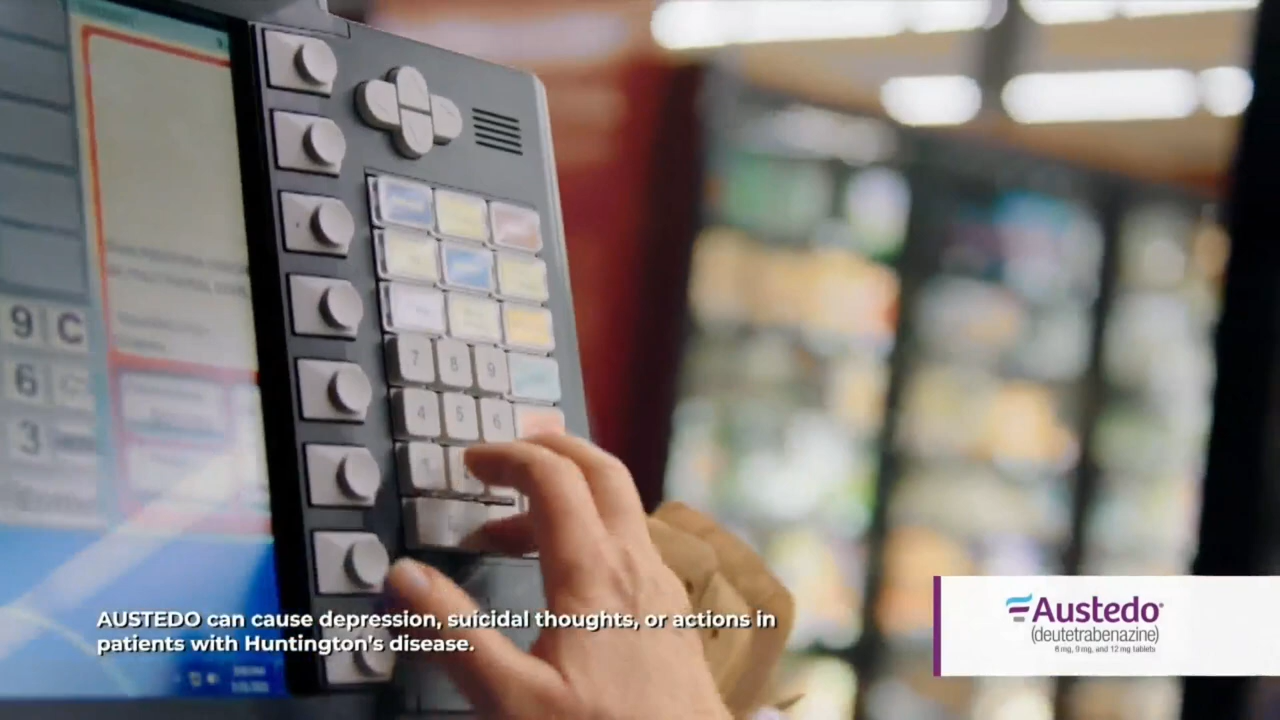 9 C
6
3
7 8 9
4 5 6
AUSTEDO can cause depression, suicidal thoughts, or actions in
patients with Huntington's disease.
Austedo®
(deutetrabenazine)
6 mg, 9 mg, and 12 mg tablets